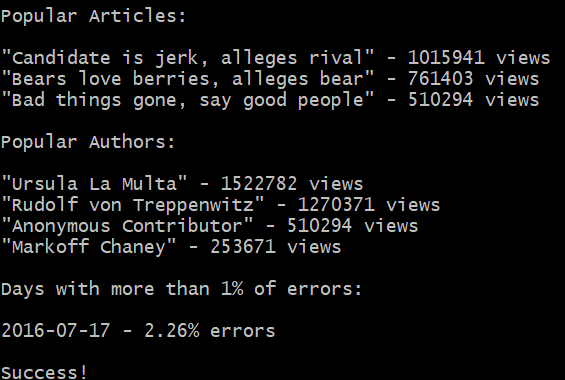 Popular Articles:
"Candidate is jerk, alleges rival" - 1015941 views
"Bears love berries, alleges bear" - 761403 views
"Bad things gone, say good people" - 510294 views
Popular Authors:
"Ursula La Multa" - 1522782 views
"Rudolf von Treppenwitz" - 1270371 views
"Anonymous Contributor" - 510294 views
"Markoff Chaney" - 253671 views
Days with more than 1% of errors:
2016-07-17 - 2.26% errors
Success!